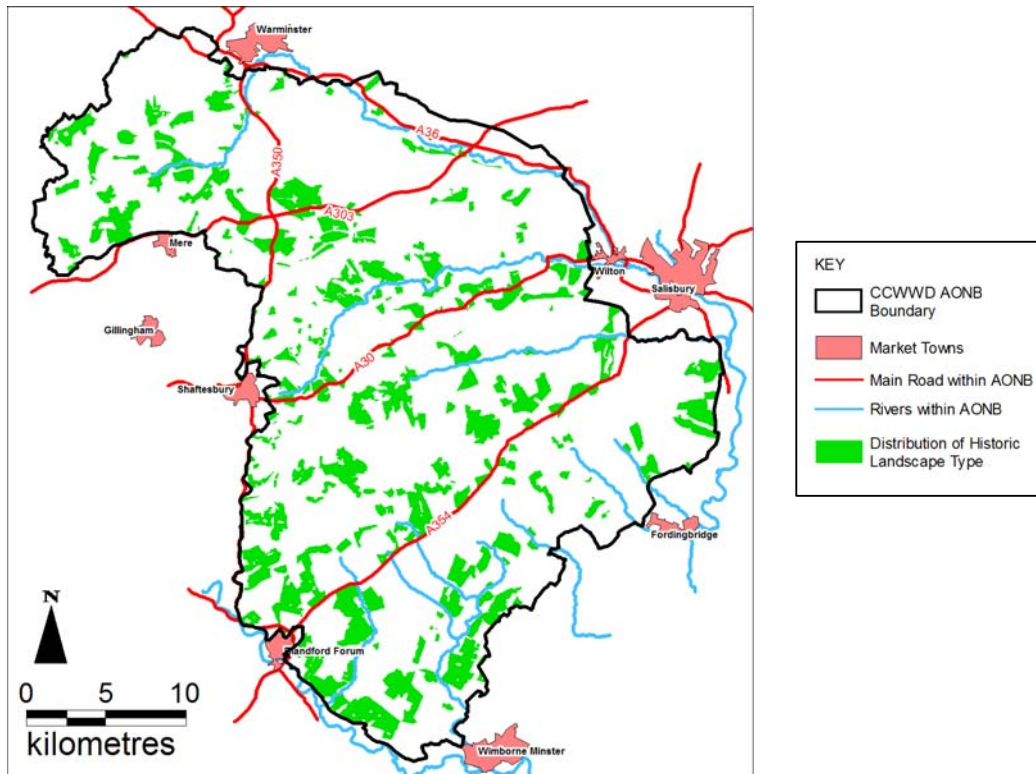 Warminster
A36
A350
A303
Mere
Wilton
Salisbury
Gillingham
A30
Shaftesbury
A354
Fordingbridge
N
Blandford Forum
0 5 10
kilometres
Wimborne Minster
KEY
CCWWD AONB
Boundary
Market Towns
Main Road within AONB
Rivers within AONB
Distribution of Historic
Landscape Type